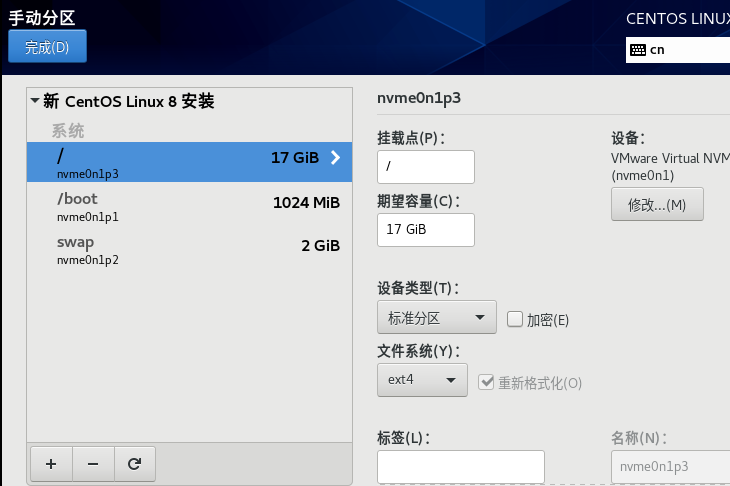 手动分区
CENTOS LINUX
完成(D)
cn
新 CentOS Linux 8 安装
系统
/
17 GiB
nvme0n1p3
/boot
1024 MiB
nvme0n1p1
swap
2 GiB
nvme0n1p2
nvme0n1p3
挂载点(P)：
/
设备：
VMware Virtual NVM
(nvme0n1)
修改...(M)
期望容量(C)：
17 GiB
设备类型(T)：
标准分区
加密(E)
文件系统(Y)：
ext4
重新格式化(O)
标签(L)：
名称(N)：
nvme0n1p3